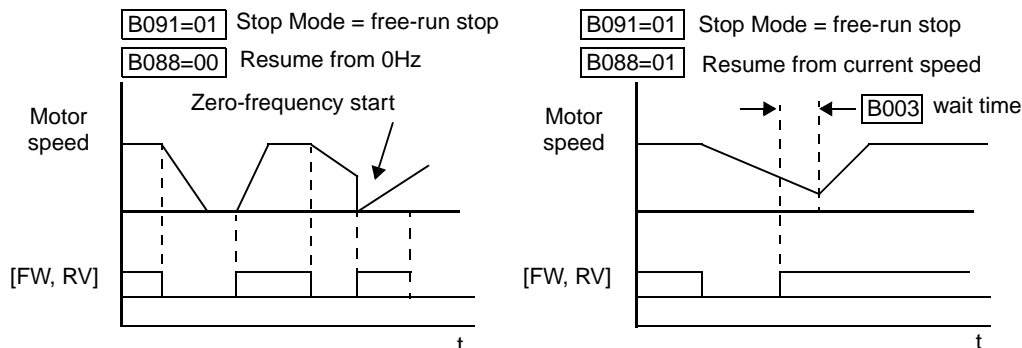 B091=01 Stop Mode = free-run stop
B088=00 Resume from 0Hz
Zero-frequency start
Motor
speed
[FW, RV]
t
B091=01 Stop Mode = free-run stop
B088=01 Resume from current speed
B003 wait time
Motor
speed
[FW, RV]
t